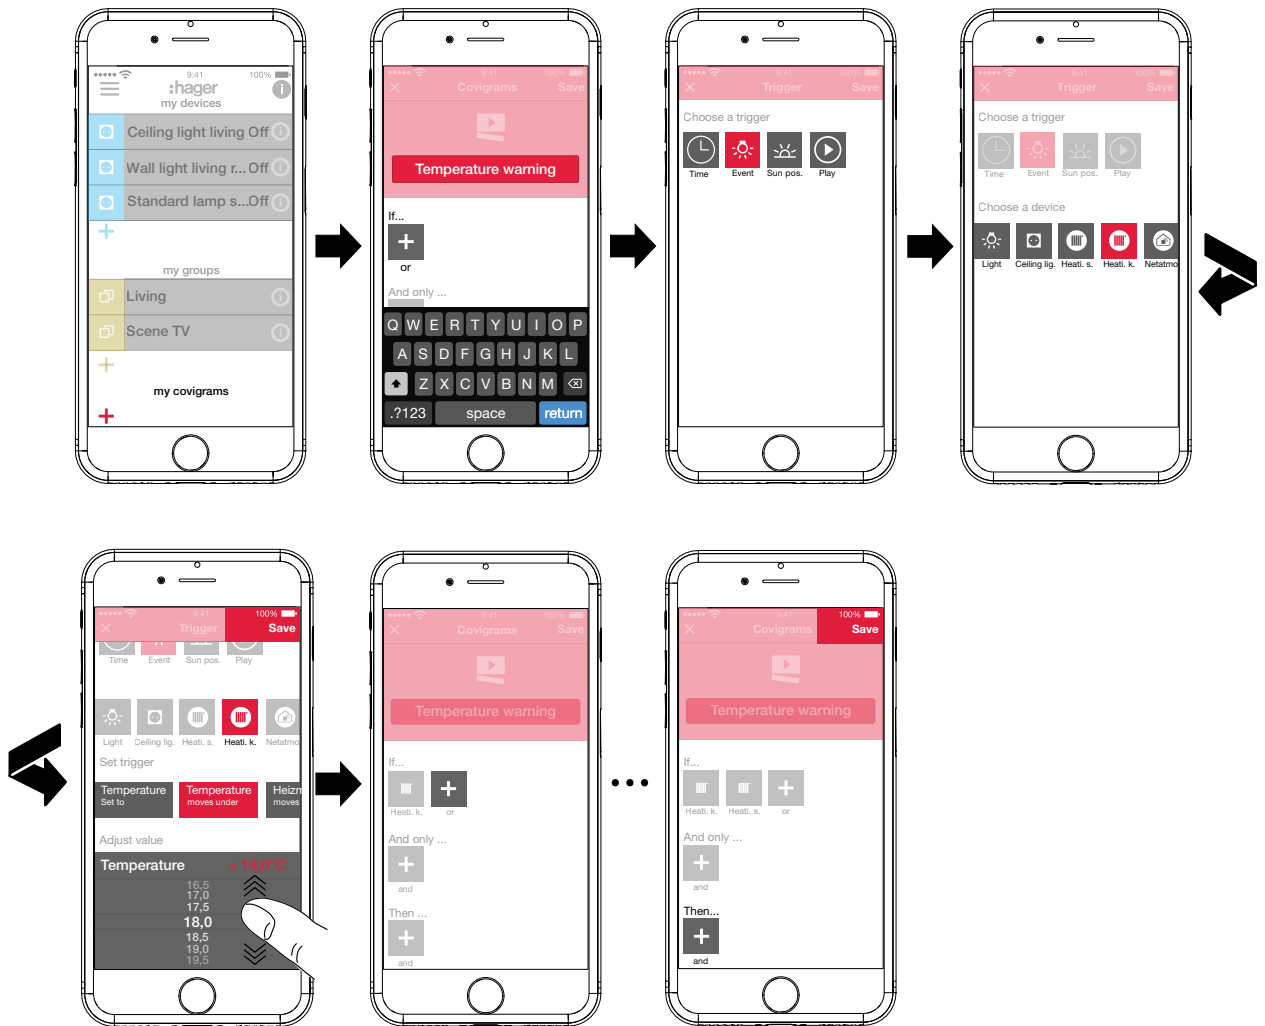 9:41 100%
:hager
my devices
Ceiling light living Off
Wall light living r... Off
Standard lamp s... Off
my groups
Living
Scene TV
my covigrams
9:41 100%
Covigrams Save
Temperature warning
If...
or
And only ...
Q W E R T Y U I O P
A S D F G H J K L
Z X C V B N M
.?123 space return
9:41 100%
Trigger Save
Choose a trigger
Time Event Sun pos. Play
9:41 100%
Trigger Save
Choose a trigger
Time Event Sun pos. Play
Choose a device
Light Ceiling lig. Heati. s. Heati. k. Netatmo
9:41 100%
Trigger Save
Time Event Sun pos. Play
Light Ceiling lig. Heati. s. Heati. k. Netatmo
Set trigger
Temperature Temperature Heizm
Set to moves under moves
Adjust value
Temperature < 18.0°C
16,5
17,0
17,5
18,0
18,5
19,0
19,5
9:41 100%
Covigrams Save
Temperature warning
If...
Heati. k. or
And only ...
and
Then ...
and
...
9:41 100%
Covigrams Save
Temperature warning
If...
Heati. k. Heati. s. or
And only ...
and
Then...
and